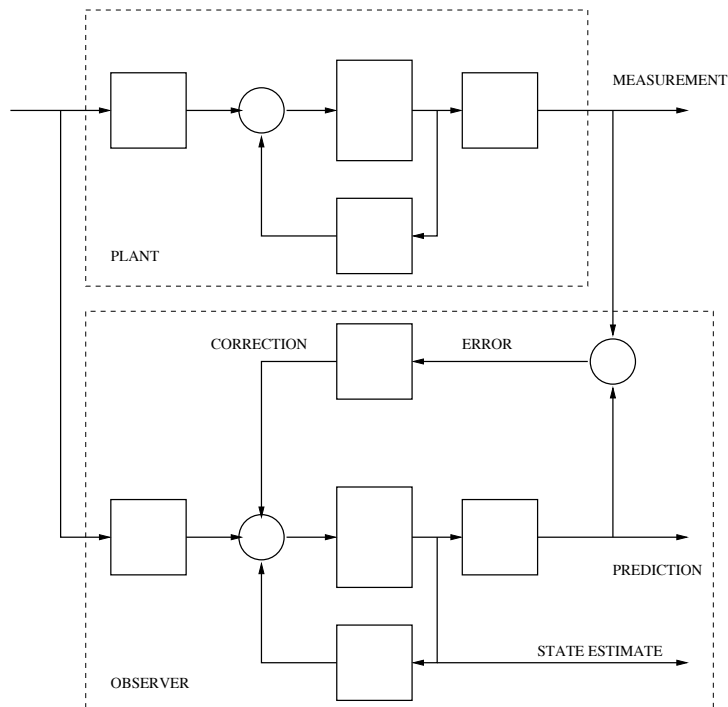 MEASUREMENT
PLANT
CORRECTION
ERROR
PREDICTION
STATE ESTIMATE
OBSERVER